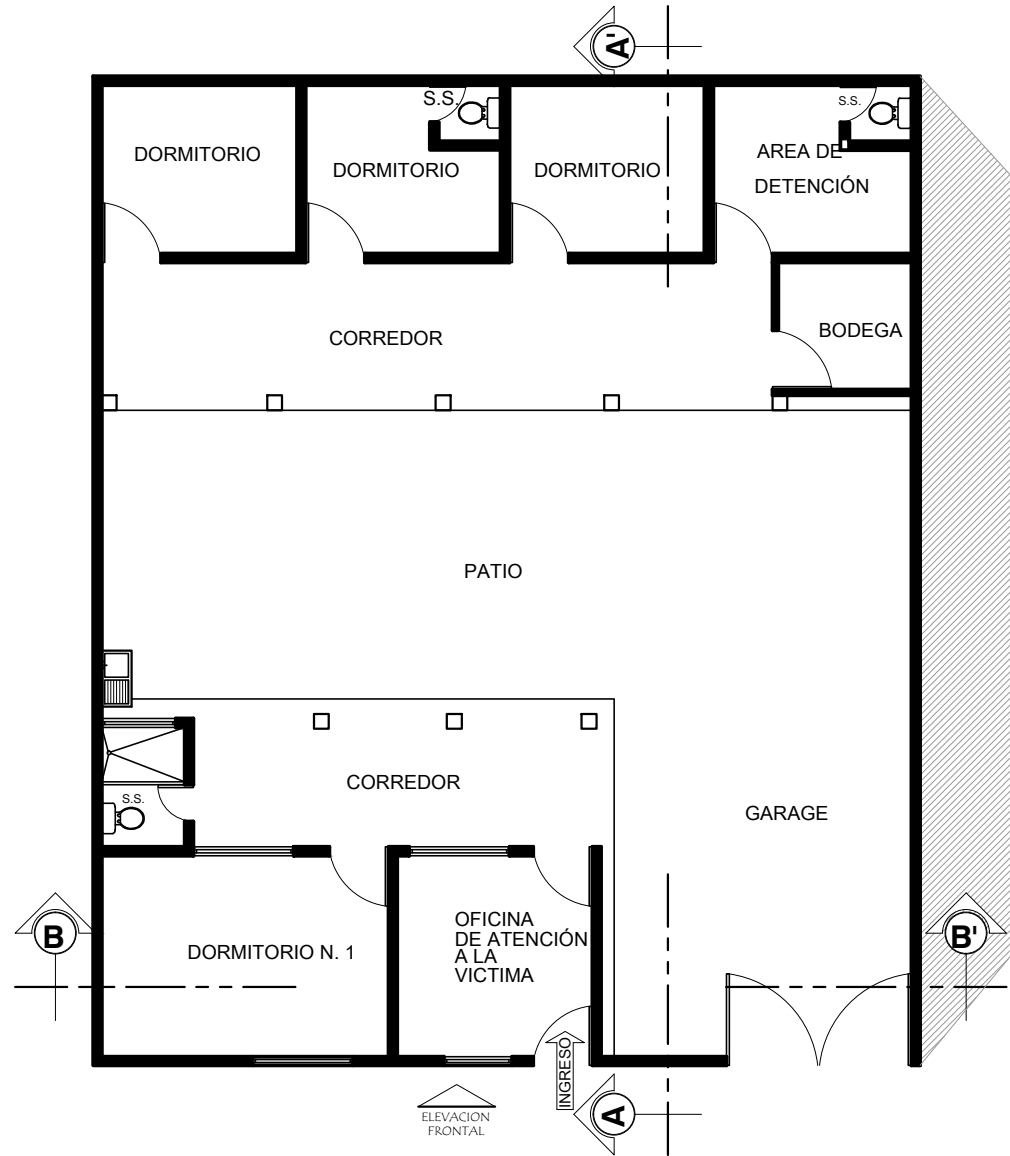 A'
S.S.
S.S.
DORMITORIO
DORMITORIO
DORMITORIO
AREA DE
DETENCIÓN
CORREDOR
BODEGA
PATIO
CORREDOR
S.S.
GARAGE
B
DORMITORIO N. 1
OFICINA
DE ATENCIÓN
A LA
VICTIMA
B'
INGRESO
ELEVACION
FRONTAL
A